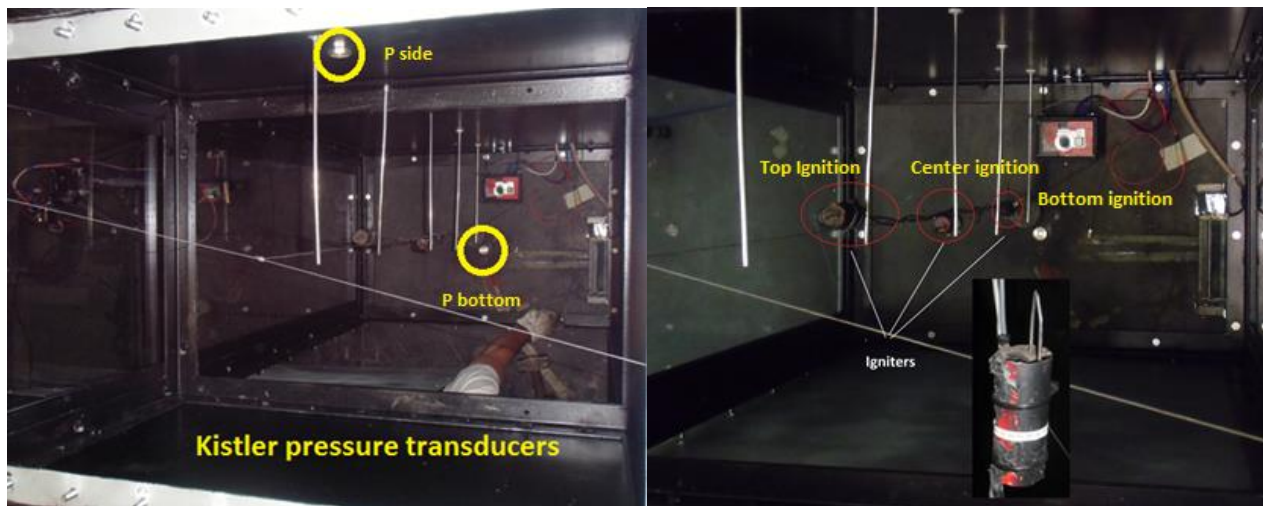 P side
P bottom
Kistler pressure transducers
Top Ignition
Center ignition
Bottom ignition
Igniters